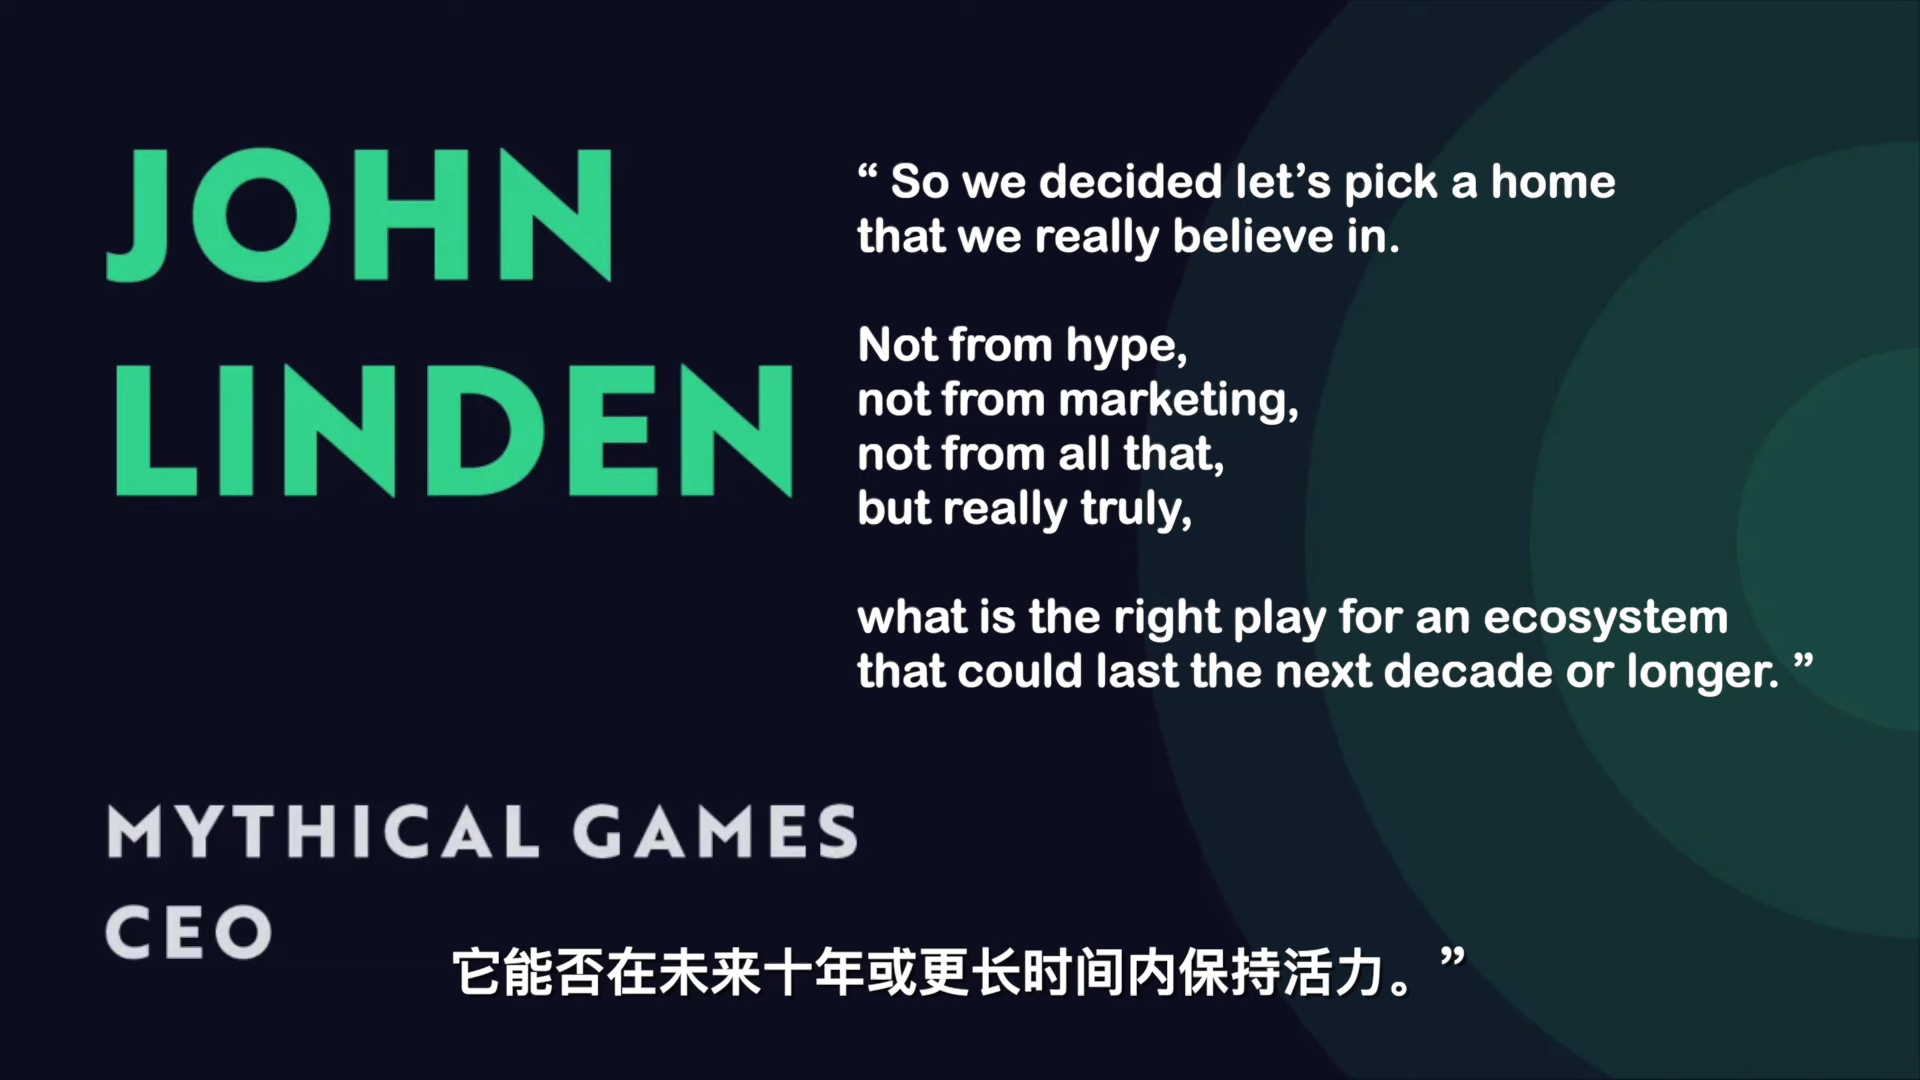 JOHN
LINDEN
“ So we decided let’s pick a home
that we really believe in.
Not from hype,
not from marketing,
not from all that,
but really truly,
what is the right play for an ecosystem
that could last the next decade or longer. ”
MYTHICAL GAMES
CEO
它能否在未来十年或更长时间内保持活力。”